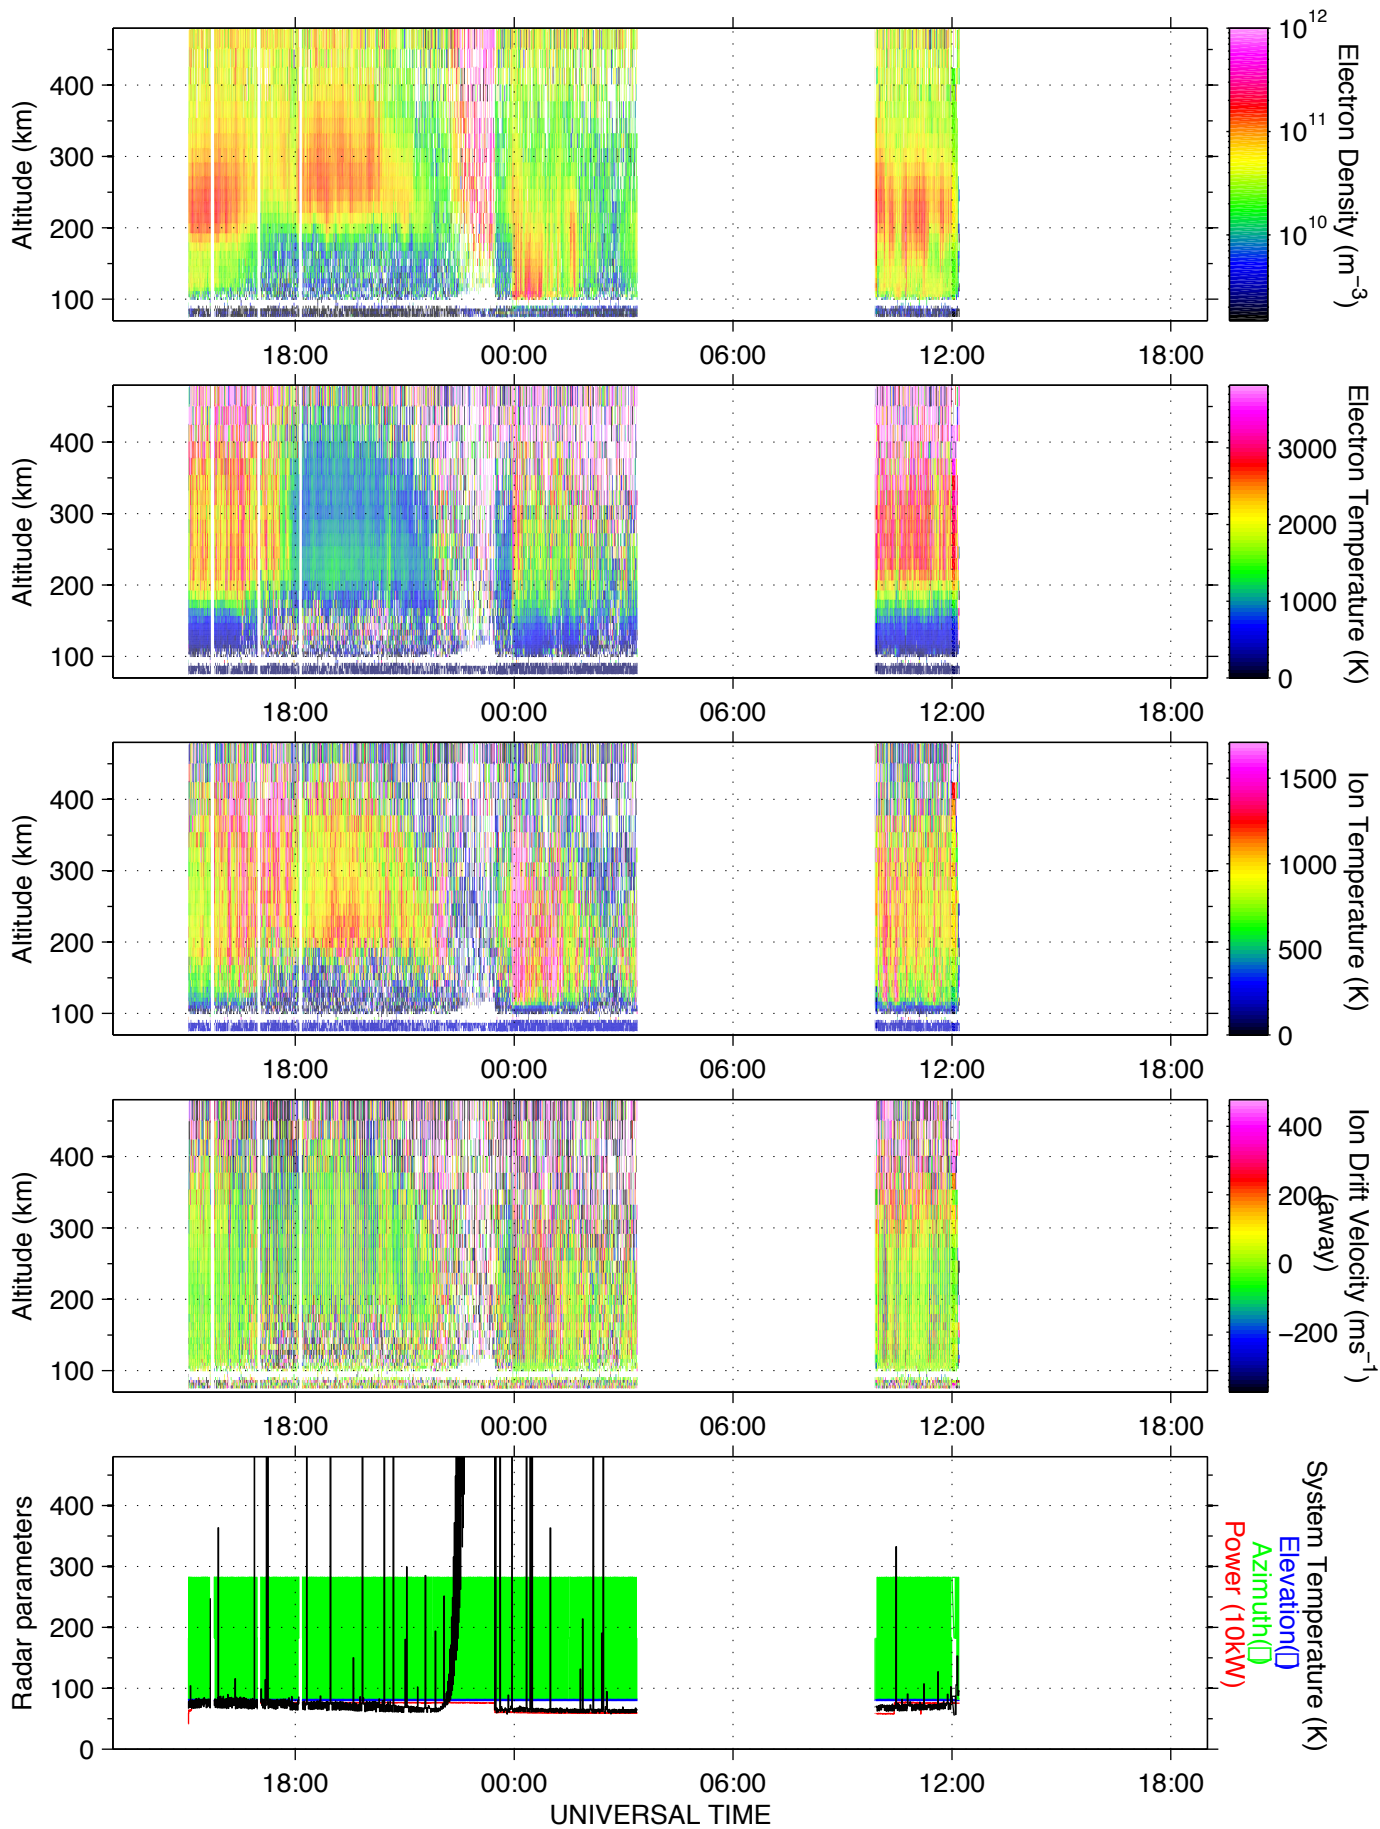 400
300
200
100
Altitude (km)
18:00 00:00 06:00 12:00 18:00
10^12
10^11
10^10
Electron Density (m^−3)
400
300
200
100
Altitude (km)
18:00 00:00 06:00 12:00 18:00
3000
2000
1000
0
Electron Temperature (K)
400
300
200
100
Altitude (km)
18:00 00:00 06:00 12:00 18:00
1500
1000
500
0
Ion Temperature (K)
400
300
200
100
Altitude (km)
18:00 00:00 06:00 12:00 18:00
400
200
0
−200
Ion Drift Velocity (ms^−1)
(away)
400
300
200
100
0
Radar parameters
18:00 00:00 06:00 12:00 18:00
UNIVERSAL TIME
System Temperature (K)
Elevation(▯)
Azimuth(▯)
Power (10kW)